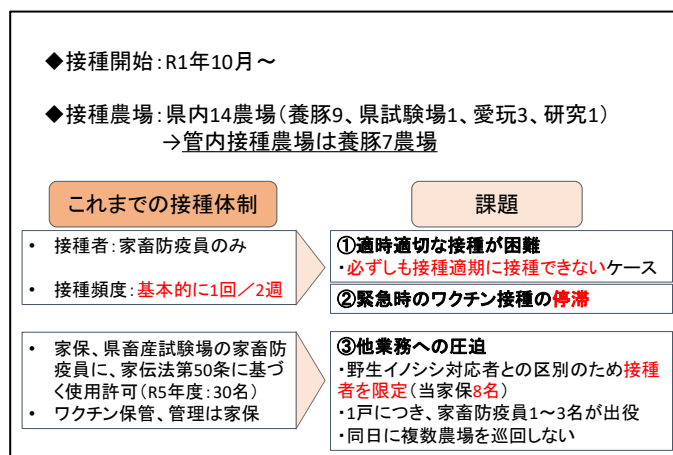 ◆接種開始：R1年10月～
◆接種農場：県内14農場（養豚9、県試験場1、愛玩3、研究1）
→管内接種農場は養豚7農場
これまでの接種体制
・ 接種者：家畜防疫員のみ
・ 接種頻度：基本的に1回／2週
・ 家保、県畜産試験場の家畜防
疫員に、家伝法第50条に基づ
く使用許可（R5年度：30名）
・ ワクチン保管、管理は家保
課題
①適時適切な接種が困難
・必ずしも接種適期に接種できないケース
②緊急時のワクチン接種の停滞
③他業務への圧迫
・野生イノシシ対応者との区別のため接種
者を限定（当家保8名）
・1戸につき、家畜防疫員1～3名が出役
・同日に複数農場を巡回しない